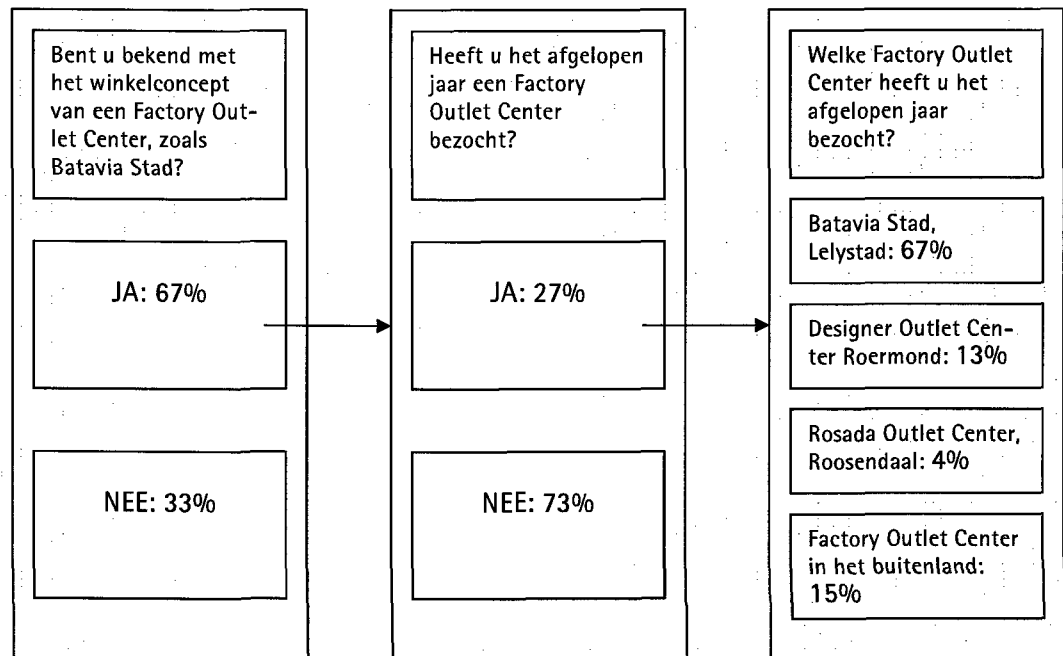 Bent u bekend met
het winkelconcept
van een Factory Out-
let Center, zoals
Batavia Stad?
JA: 67%
NEE: 33%
Heeft u het afgelopen
jaar een Factory
Outlet Center
bezocht?
JA: 27%
NEE: 73%
Welke Factory Outlet
Center heeft u het
afgelopen jaar
bezocht?
Batavia Stad,
Lelystad: 67%
Designer Outlet Cen-
ter Roermond: 13%
Rosada Outlet Center,
Roosendaal: 4%
Factory Outlet Center
in het buitenland:
15%